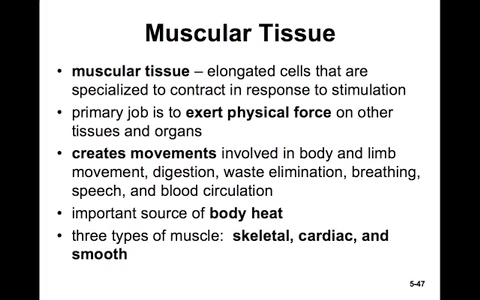 Muscular Tissue
• muscular tissue – elongated cells that are
specialized to contract in response to stimulation
• primary job is to exert physical force on other
tissues and organs
• creates movements involved in body and limb
movement, digestion, waste elimination, breathing,
speech, and blood circulation
• important source of body heat
• three types of muscle: skeletal, cardiac, and
smooth
5-47